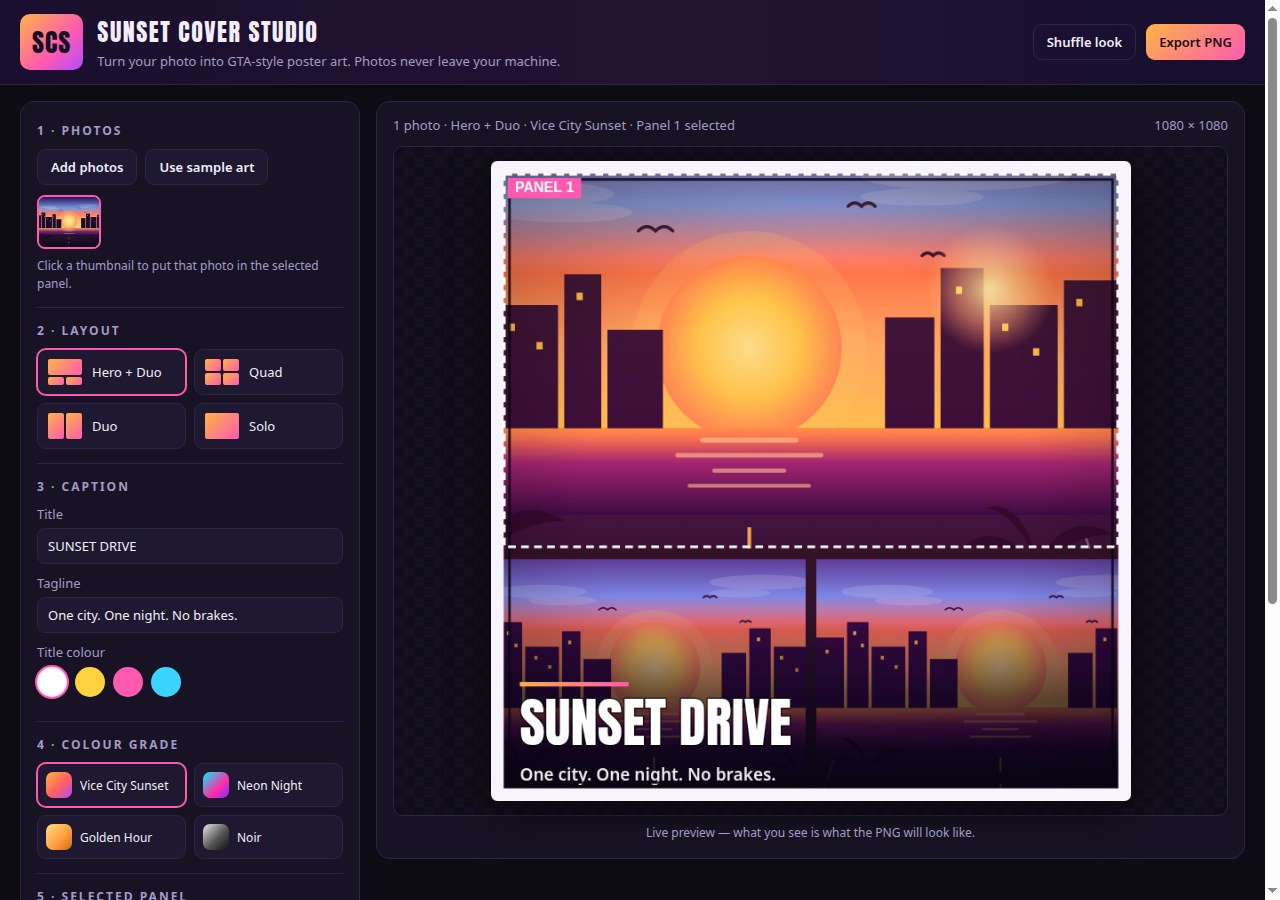 SCS
SUNSET COVER STUDIO
Turn your photo into GTA-style poster art. Photos never leave your machine.
Shuffle look
Export PNG
1 · PHOTOS
Add photos
Use sample art
Click a thumbnail to put that photo in the selected
panel.
2 · LAYOUT
Hero + Duo
Quad
Duo
Solo
3 · CAPTION
Title
SUNSET DRIVE
Tagline
One city. One night. No brakes.
Title colour
4 · COLOUR GRADE
Vice City Sunset
Neon Night
Golden Hour
Noir
5 · SELECTED PANEL
1 photo · Hero + Duo · Vice City Sunset · Panel 1 selected
1080 × 1080
PANEL 1
SUNSET DRIVE
One city. One night. No brakes.
Live preview — what you see is what the PNG will look like.